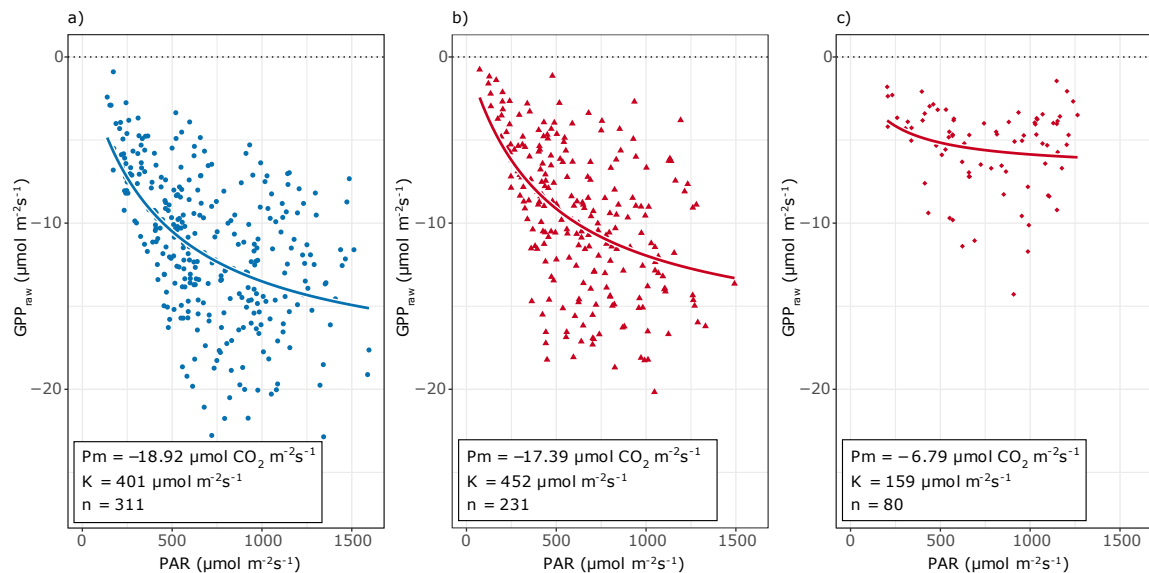 a)
0
−10
−20
GPPraw (μmol m⁻²s⁻¹)
Pm = −18.92 μmol CO₂ m⁻²s⁻¹
K = 401 μmol m⁻²s⁻¹
n = 311
0 500 1000 1500
PAR (μmol m⁻²s⁻¹)
b)
0
−10
−20
GPPraw (μmol m⁻²s⁻¹)
Pm = −17.39 μmol CO₂ m⁻²s⁻¹
K = 452 μmol m⁻²s⁻¹
n = 231
0 500 1000 1500
PAR (μmol m⁻²s⁻¹)
c)
0
−10
−20
GPPraw (μmol m⁻²s⁻¹)
Pm = −6.79 μmol CO₂ m⁻²s⁻¹
K = 159 μmol m⁻²s⁻¹
n = 80
0 500 1000 1500
PAR (μmol m⁻²s⁻¹)